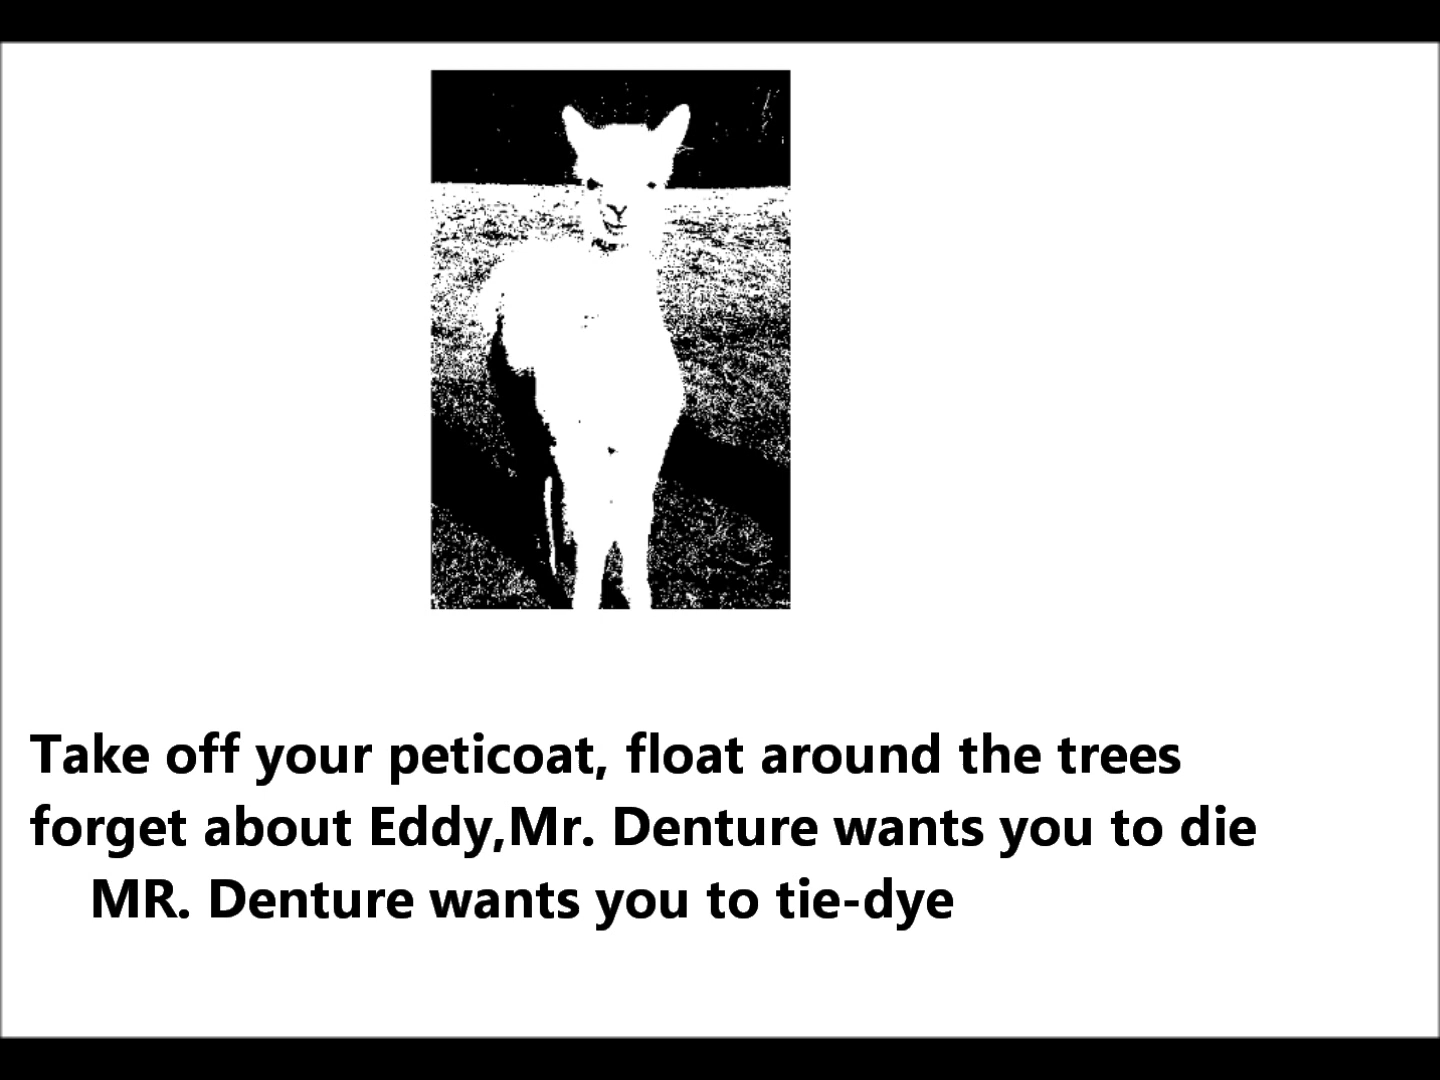 Take off your peticoat, float around the trees
forget about Eddy,Mr. Denture wants you to die
MR. Denture wants you to tie-dye